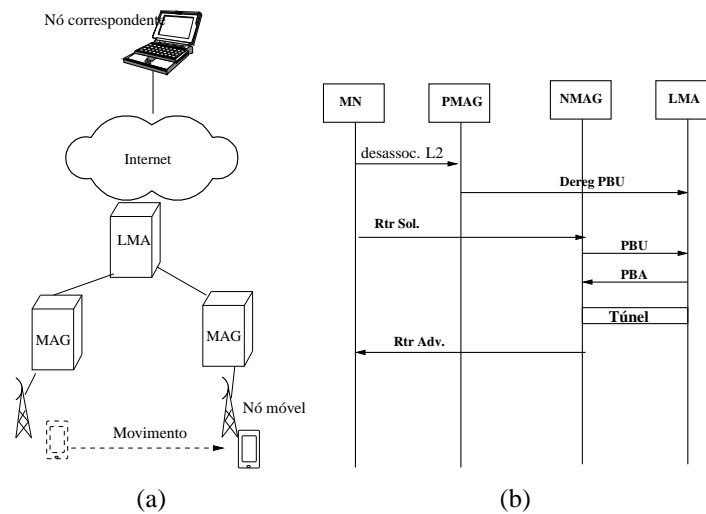 Nó correspondente
Internet
LMA
MAG
MAG
Nó móvel
Movimento
(a)
MN
PMAG
NMAG
LMA
desassoc. L2
Dereg PBU
Rtr Sol.
PBU
PBA
Túnel
Rtr Adv.
(b)